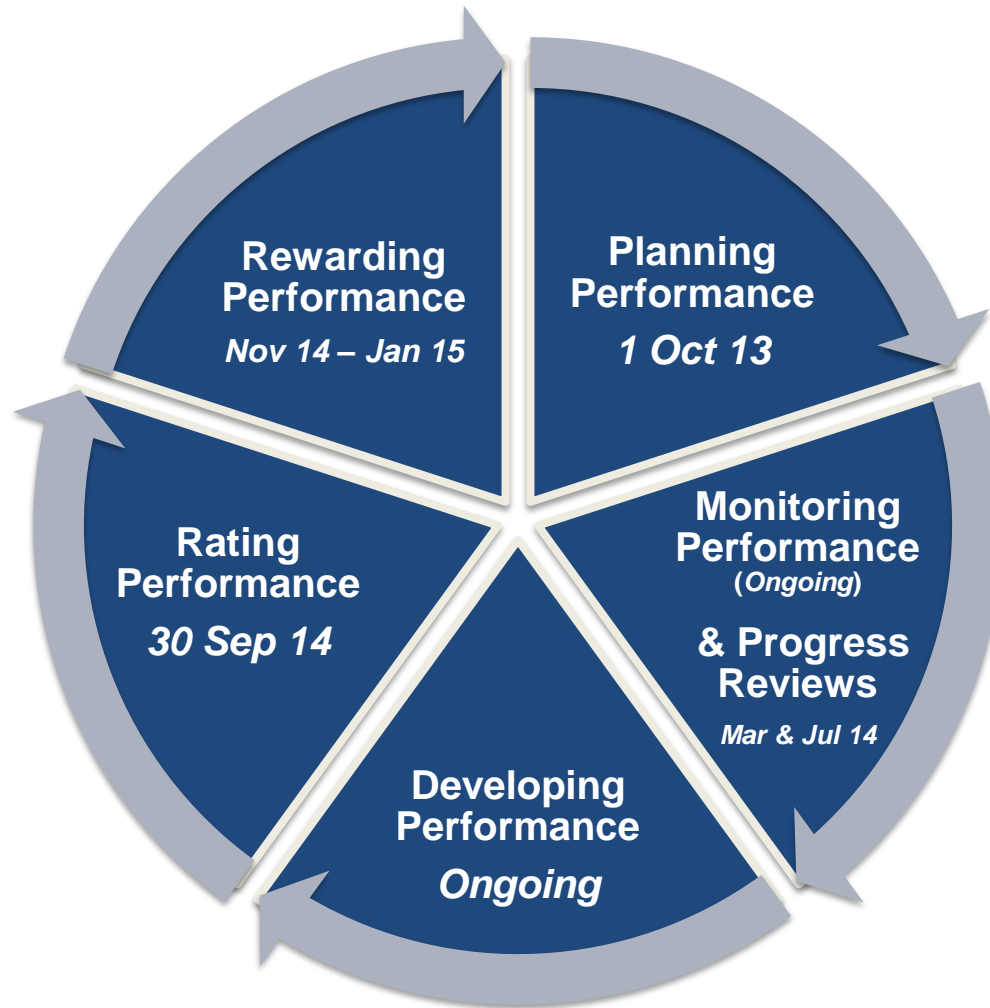 Rewarding
Performance
Nov 14 – Jan 15
Planning
Performance
1 Oct 13
Monitoring
Performance
(Ongoing)
& Progress
Reviews
Mar & Jul 14
Developing
Performance
Ongoing
Rating
Performance
30 Sep 14